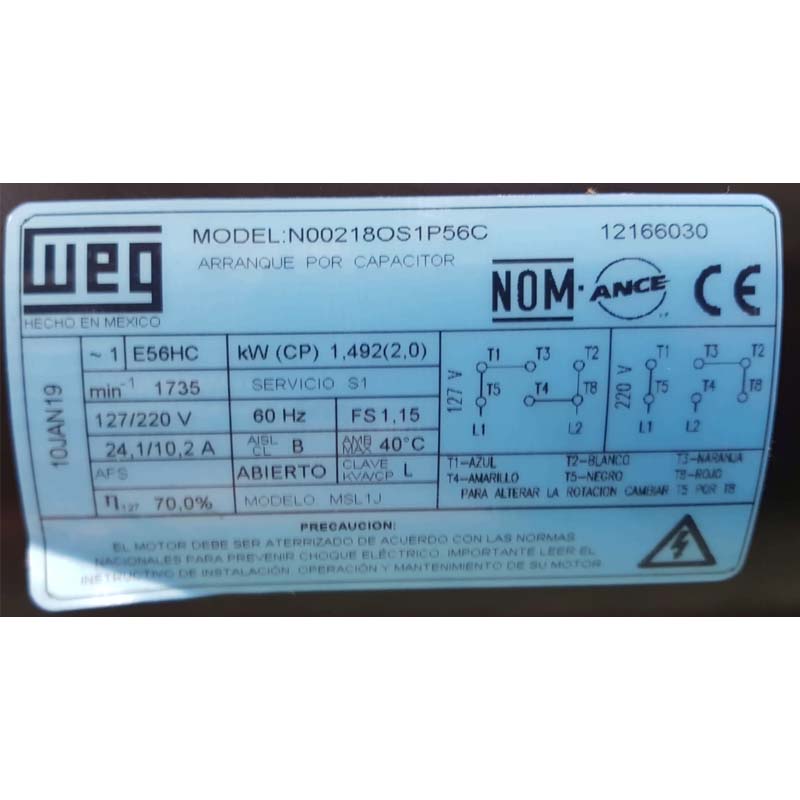 WEG
MODEL:N00218OS1P56C 12166030
ARRANQUE POR CAPACITOR
NOM · ANCE CE
HECHO EN MEXICO
10JAN19
~ 1 E56HC kW (CP) 1,492(2,0)
min-1 1735 SERVICIO S1
127/220 V 60 Hz FS 1,15
24,1/10,2 A AISL CL B AMB MAX 40°C
AFS ABIERTO CLAVE KVA/CP L
η127 70,0% MODELO. MSL1J
127 V T1 T3 T2
T5 T4 T8
L1 L2
220 V T1 T3 T2
T5 T4 T8
L1 L2
T1-AZUL T2-BLANCO T3-NARANJA
T4-AMARILLO T5-NEGRO T8-ROJO
PARA ALTERAR LA ROTACION CAMBIAR T5 POR T8
PRECAUCION:
EL MOTOR DEBE SER ATERRIZADO DE ACUERDO CON LAS NORMAS
NACIONALES PARA PREVENIR CHOQUE ELÉCTRICO. IMPORTANTE LEER EL
INSTRUCTIVO DE INSTALACIÓN, OPERACIÓN Y MANTENIMIENTO DE SU MOTOR